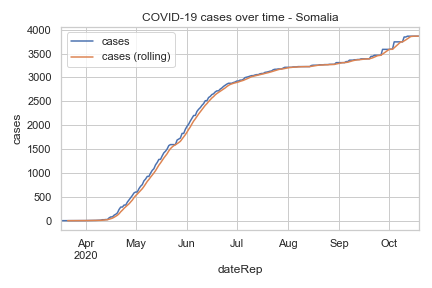 COVID-19 cases over time - Somalia
cases
cases (rolling)
4000
3500
3000
2500
2000
1500
1000
500
0
cases
Apr May Jun Jul Aug Sep Oct
2020
dateRep